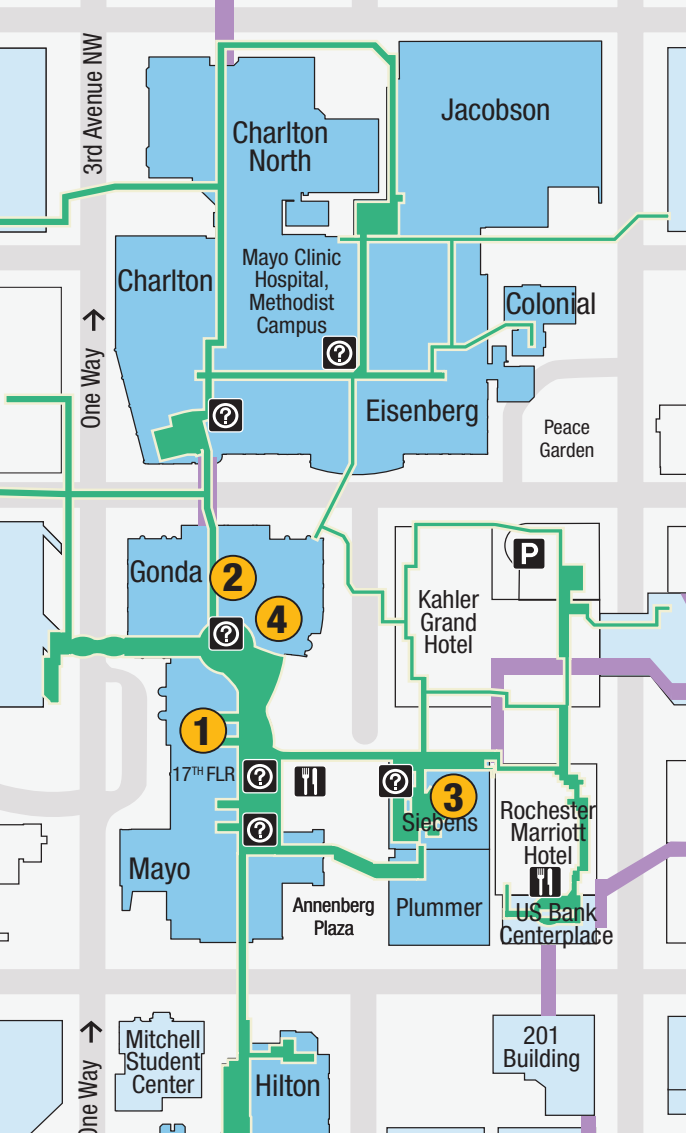 3rd Avenue NW
Jacobson
Charlton
North
Charlton
Mayo Clinic
Hospital,
Methodist
Campus
Colonial
?
One Way
→
Eisenberg
?
Peace
Garden
P
Gonda
2
4
?
Kahler
Grand
Hotel
1
17TH FLR
?
?
3
Siebens
Rochester
Marriott
Hotel
?
Mayo
Annenberg
Plaza
Plummer
US Bank
Centerplace
One Way
→
Mitchell
Student
Center
201
Building
Hilton